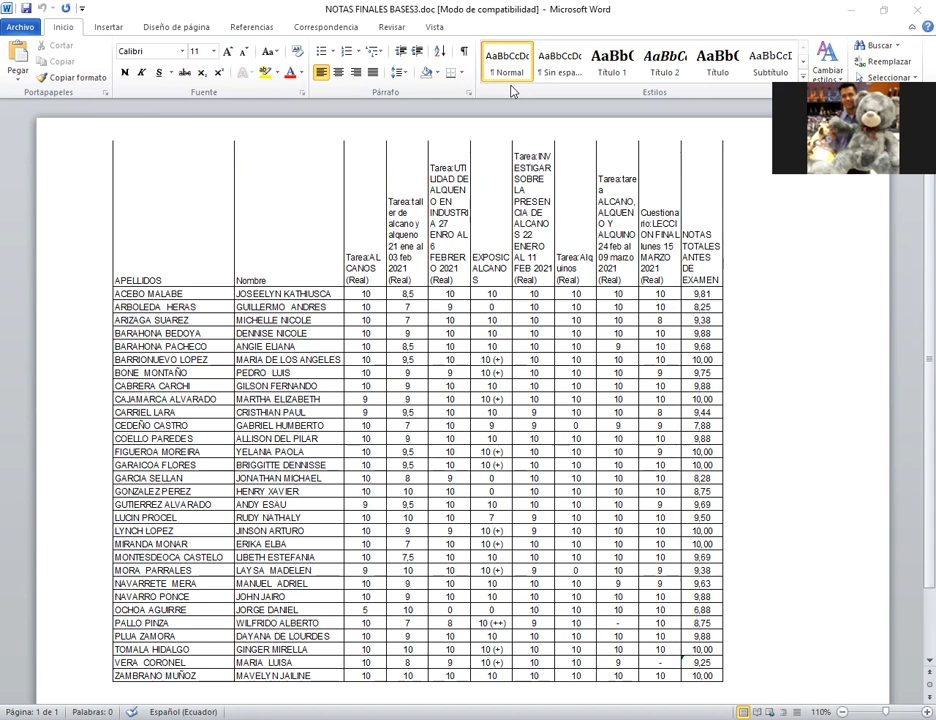 NOTAS FINALES BASES3.doc [Modo de compatibilidad] - Microsoft Word
Archivo Inicio Insertar Diseño de página Referencias Correspondencia Revisar Vista
Pegar
Cortar
Copiar
Copiar formato
Portapapeles
Calibri 11
Fuente
Párrafo
AaBbCcDc AaBbCcDc AaBbC AaBbCc AaBbC AaBbCcD
¶ Normal ¶ Sin espa... Título 1 Título 2 Título Subtítulo
Estilos
Cambiar estilos
Buscar
Reemplazar
Seleccionar
APELLIDOS
Nombre
Tarea:AL
CANOS
(Real)
Tarea:tall
er de
alcano y
alqueno
21 ene al
03 feb
2021
(Real)
Tarea:UTI
LIDAD DE
ALQUEN
O EN
INDUSTRI
A 27
ENRO AL
6
FEBRER
O 2021
(Real)
EXPOSIC
ALCANO
S
Tarea:INV
ESTIGAR
SOBRE
LA
PRESEN
CIA DE
ALCANO
S 22
ENERO
AL 11
FEB 2021
(Real)
Tarea:Alq
uinos
(Real)
Tarea:tare
a
ALCANO,
ALQUEN
O Y
ALQUINO
24 feb al
09 marzo
2021
(Real)
Cuestiona
rio:LECCI
ON FINAL
lunes 15
MARZO
2021
(Real)
NOTAS
TOTALES
ANTES
DE
EXAMEN
ACEBO MALABE JOSEELYN KATHIUSCA 10 8,5 10 10 10 10 10 10 9,81
ARBOLEDA HERAS GUILLERMO ANDRES 10 7 9 0 10 10 10 10 8,25
ARIZAGA SUAREZ MICHELLE NICOLE 10 7 10 10 10 10 10 8 9,38
BARAHONA BEDOYA DENNISE NICOLE 10 9 10 10 10 10 10 10 9,88
BARAHONA PACHECO ANGIE ELIANA 10 8,5 10 10 10 10 9 10 9,68
BARRIONUEVO LOPEZ MARIA DE LOS ANGELES 10 9,5 10 10 (+) 10 10 10 10 10,00
BONE MONTAÑO PEDRO LUIS 10 9 9 10 (+) 10 10 10 9 9,75
CABRERA CARCHI GILSON FERNANDO 10 9 10 10 10 10 10 10 9,88
CAJAMARCA ALVARADO MARTHA ELIZABETH 9 9 10 10 (+) 10 10 10 10 10,00
CARRIEL LARA CRISTHIAN PAUL 9 9,5 10 10 9 10 10 8 9,44
CEDEÑO CASTRO GABRIEL HUMBERTO 10 7 10 9 9 0 9 9 7,88
COELLO PAREDES ALLISON DEL PILAR 10 9 10 10 10 10 10 10 9,88
FIGUEROA MOREIRA YELANIA PAOLA 10 9,5 10 10 (+) 10 10 10 9 10,00
GARAICOA FLORES BRIGGITTE DENNISSE 10 9,5 10 10 (+) 10 10 10 10 10,00
GARCIA SELLAN JONATHAN MICHAEL 10 8 9 0 10 10 10 10 8,28
GONZALEZ PEREZ HENRY XAVIER 10 10 10 0 10 10 10 10 8,75
GUTIERREZ ALVARADO ANDY ESAU 9 9,5 10 10 10 10 10 9 9,69
LUCIN PROCEL RUDY NATHALY 10 10 10 7 9 10 10 10 9,50
LYNCH LOPEZ JINSON ARTURO 10 9 9 10 (+) 9 10 10 10 10,00
MIRANDA MONAR ERIKA ELBA 10 7 10 10 (+) 10 10 10 10 10,00
MONTESDEOCA CASTELO LIBETH ESTEFANIA 10 7,5 10 10 10 10 10 10 9,69
MORA PARRALES LAYSA MADELEN 9 10 10 10 (+) 9 0 10 9 9,38
NAVARRETE MERA MANUEL ADRIEL 10 9 10 10 10 10 9 9 9,63
NAVARRO PONZA JOHN JAIRO 10 9 10 10 10 10 10 10 9,88
OCHOA AGUIRRE JORGE DANIEL 5 10 0 0 10 10 10 10 6,88
PALLO PINZA WILFRIDO ALBERTO 10 7 8 10 (++) 9 10 - 10 8,75
PLUA ZAMORA DAYANA DE LOURDES 10 9 10 10 10 10 10 10 9,88
TOMALA HIDALGO GINGER MIRELLA 10 10 10 10 (+) 10 10 10 10 10,00
VERA CORONEL MARIA LUISA 10 8 9 10 (+) 10 10 9 - 9,25
ZAMBRANO MUÑOZ MAVELYN JAILINE 10 10 10 10 10 10 10 10 10,00
Página: 1 de 1 Palabras: 0 Español (Ecuador) 110%